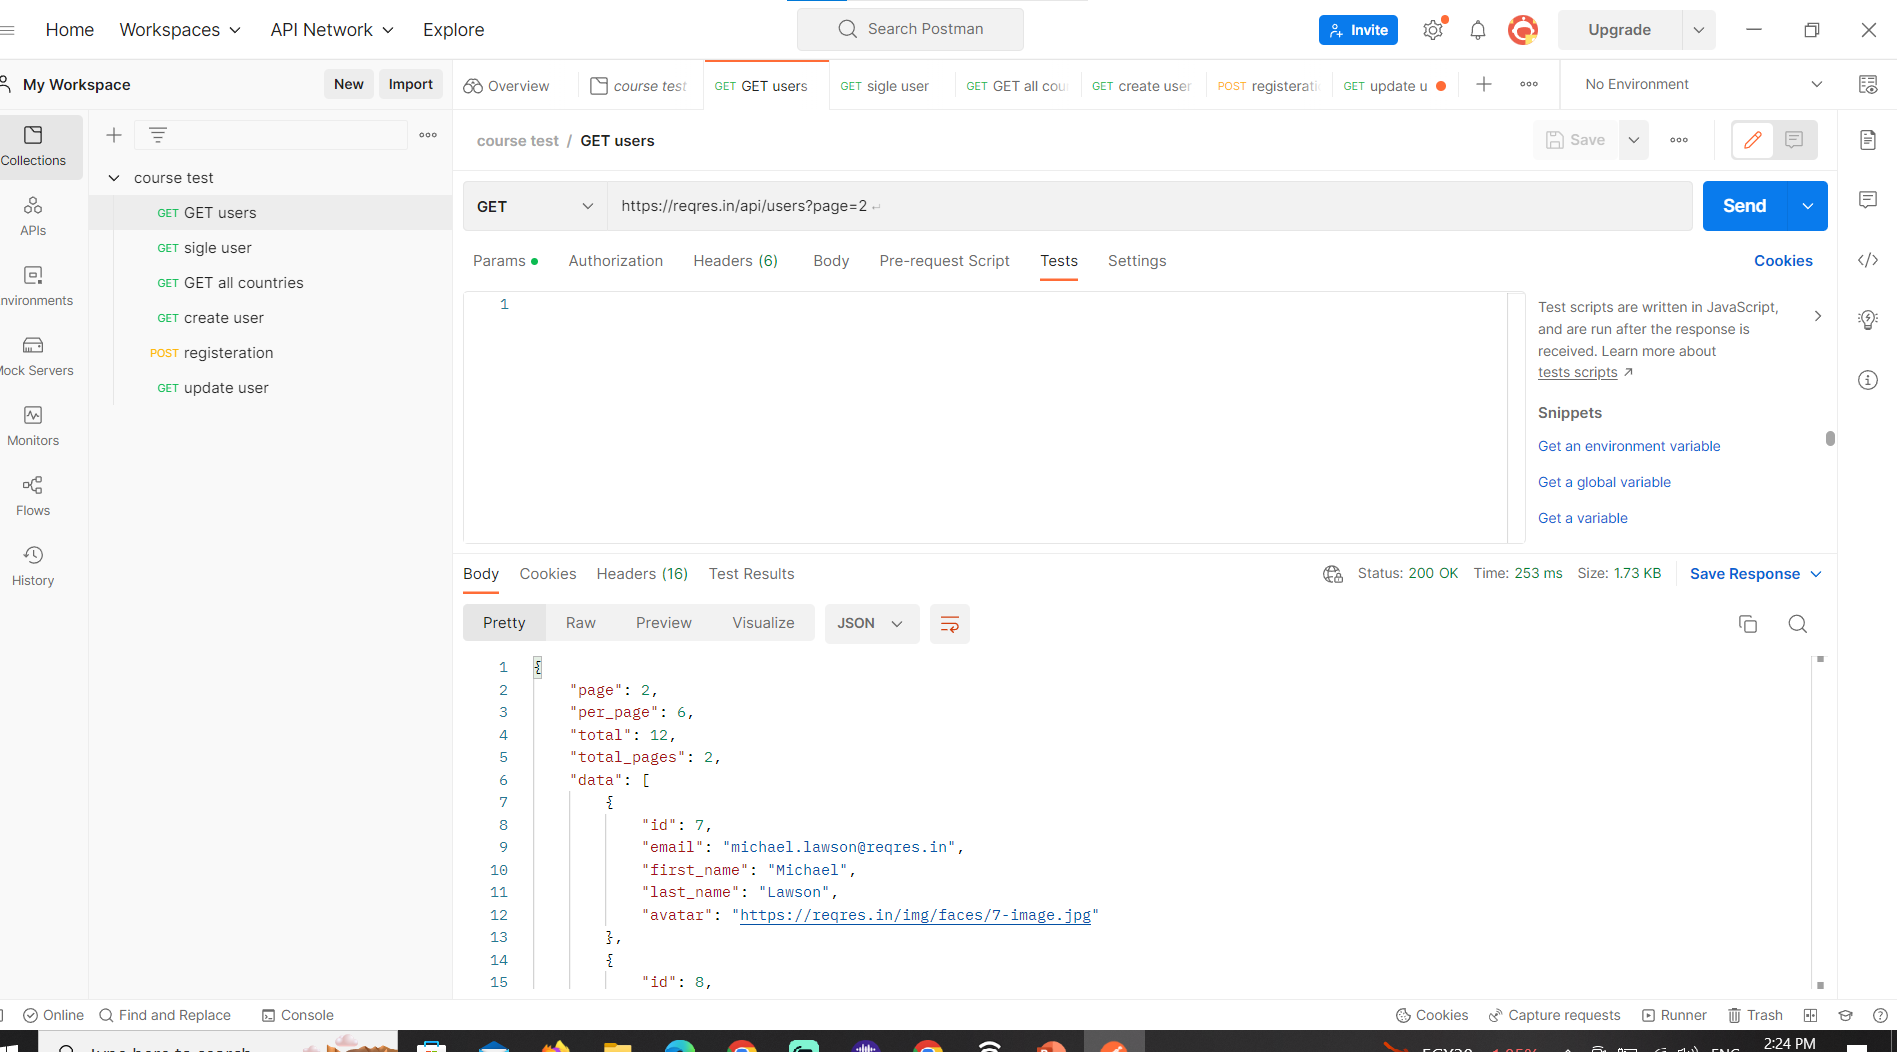 Home Workspaces API Network Explore Search Postman Invite Upgrade
My Workspace New Import Overview course test GET GET users GET sigle user GET GET all cou GET create user POST registerati GET update u No Environment
Collections
course test / GET users Save
course test
GET GET users
GET https://reqres.in/api/users?page=2 Send
APIs
GET sigle user
Params Authorization Headers (6) Body Pre-request Script Tests Settings Cookies
GET GET all countries
nvironments
1
Test scripts are written in JavaScript,
and are run after the response is
received. Learn more about
tests scripts
GET create user
POST registeration
Mock Servers
GET update user
Snippets
Monitors
Get an environment variable
Get a global variable
Flows
Get a variable
History
Body Cookies Headers (16) Test Results Status: 200 OK Time: 253 ms Size: 1.73 KB Save Response
Pretty Raw Preview Visualize JSON
1 {
2 "page": 2,
3 "per_page": 6,
4 "total": 12,
5 "total_pages": 2,
6 "data": [
7 {
8 "id": 7,
9 "email": "michael.lawson@reqres.in",
10 "first_name": "Michael",
11 "last_name": "Lawson",
12 "avatar": "https://reqres.in/img/faces/7-image.jpg"
13 },
14 {
15 "id": 8,
Online Find and Replace Console Cookies Capture requests Runner Trash
2:24 PM